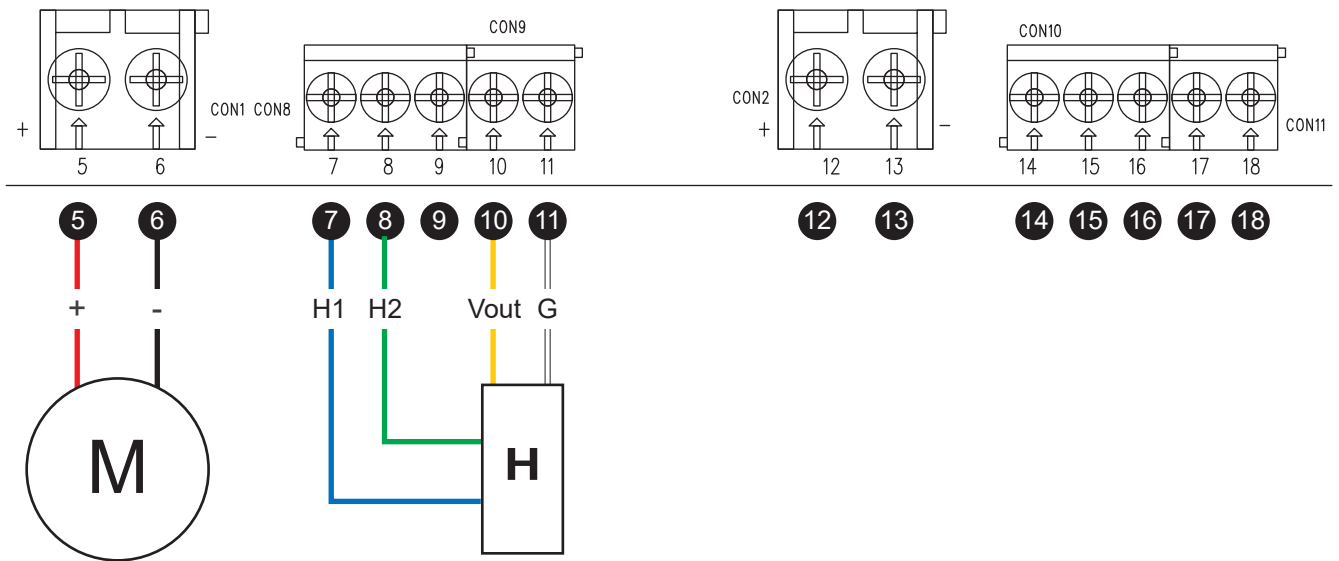 CON9
CON10
CON1 CON8
CON2
CON11
+ -
+ -
5 6 7 8 9 10 11 12 13 14 15 16 17 18
5 6 7 8 9 10 11 12 13 14 15 16 17 18
+ - H1 H2 Vout G
M
H